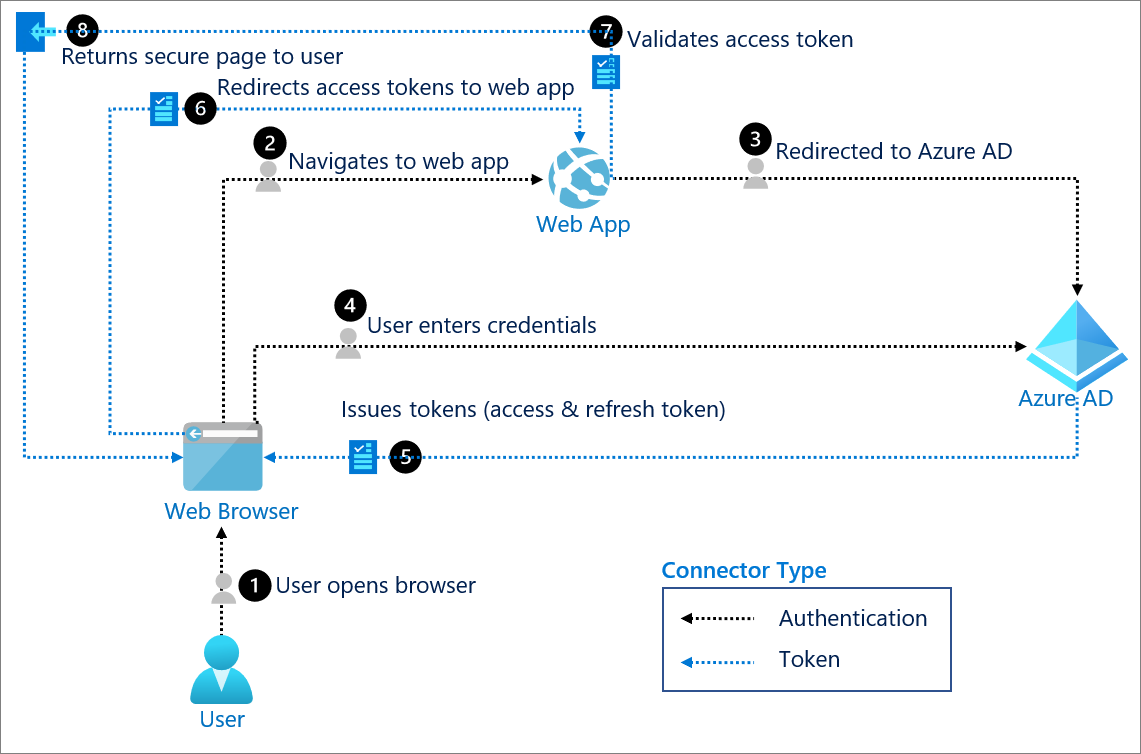 8
Returns secure page to user
7
Validates access token
Redirects access tokens to web app
6
2
Navigates to web app
3
Redirected to Azure AD
Web App
4
User enters credentials
Azure AD
Issues tokens (access & refresh token)
5
Web Browser
1
User opens browser
User
Connector Type
Authentication
Token